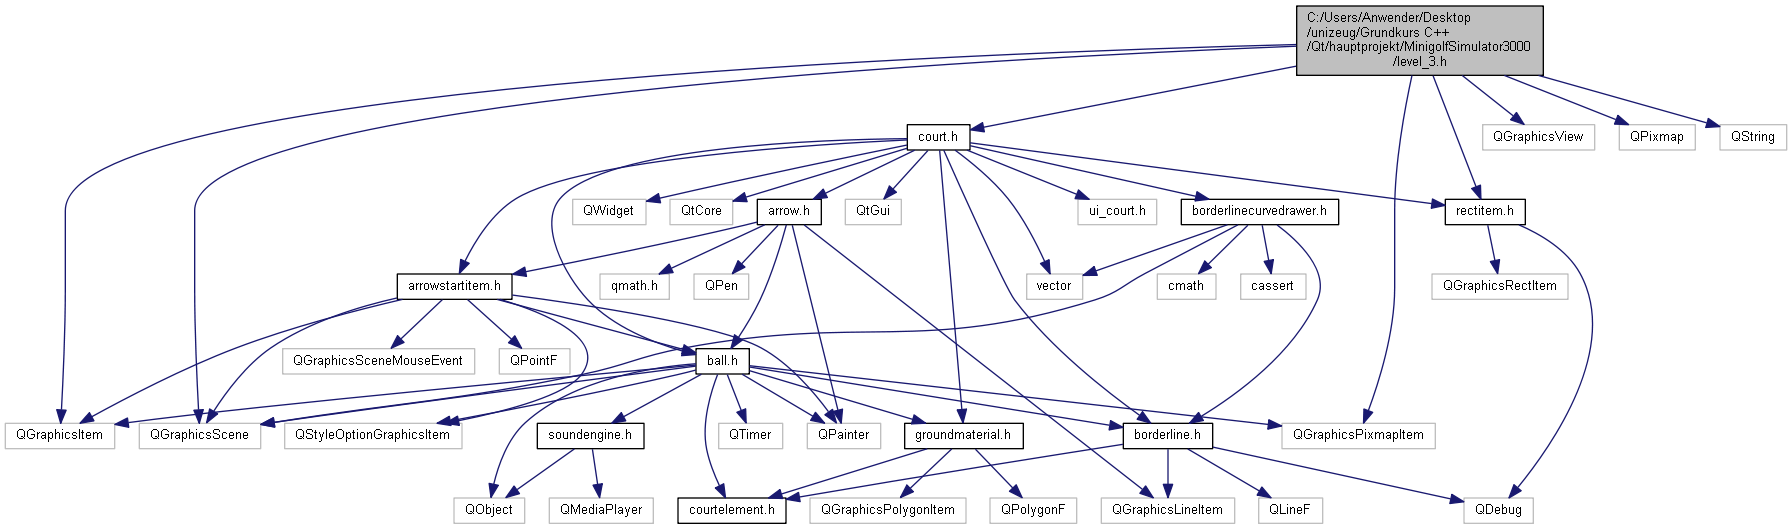 C:/Users/Anwender/Desktop
/unizeug/Grundkurs C++
/Qt/hauptprojekt/MinigolfSimulator3000
/level_3.h
court.h
QGraphicsView
QPixmap
QString
QWidget
QtCore
arrow.h
QtGui
ui_court.h
borderlinecurvedrawer.h
rectitem.h
arrowstartitem.h
qmath.h
QPen
vector
cmath
cassert
QGraphicsRectItem
QGraphicsSceneMouseEvent
QPointF
ball.h
QGraphicsItem
QGraphicsScene
QStyleOptionGraphicsItem
soundengine.h
QTimer
QPainter
groundmaterial.h
borderline.h
QGraphicsPixmapItem
QObject
QMediaPlayer
courtelement.h
QGraphicsPolygonItem
QPolygonF
QGraphicsLineItem
QLineF
QDebug